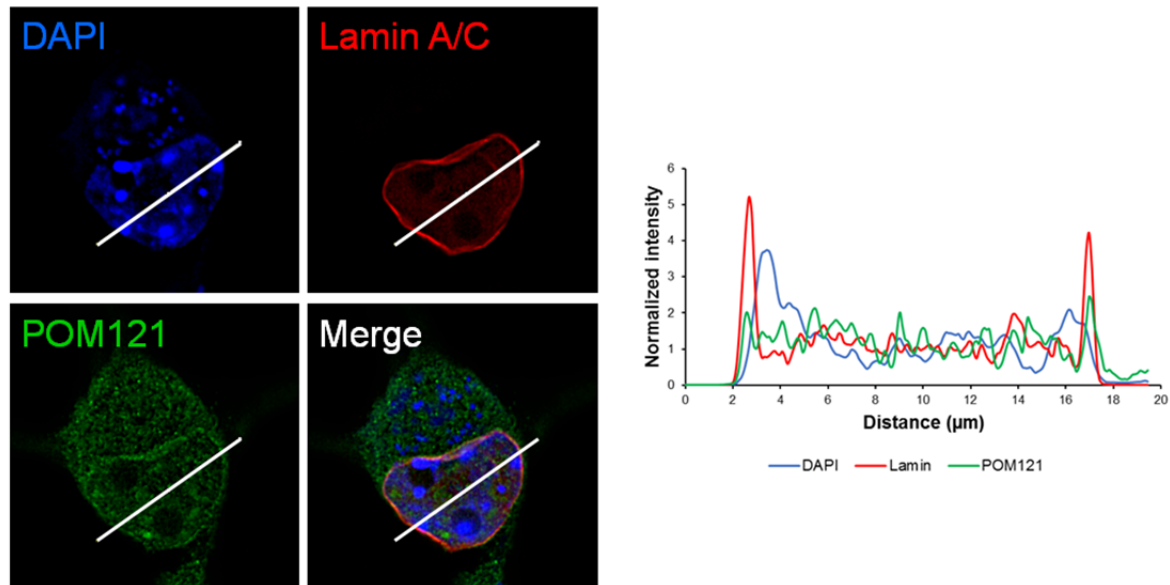 DAPI
Lamin A/C
POM121
Merge
Normalized intensity
6
5
4
3
2
1
0
0 2 4 6 8 10 12 14 16 18 20
Distance (µm)
DAPI Lamin POM121